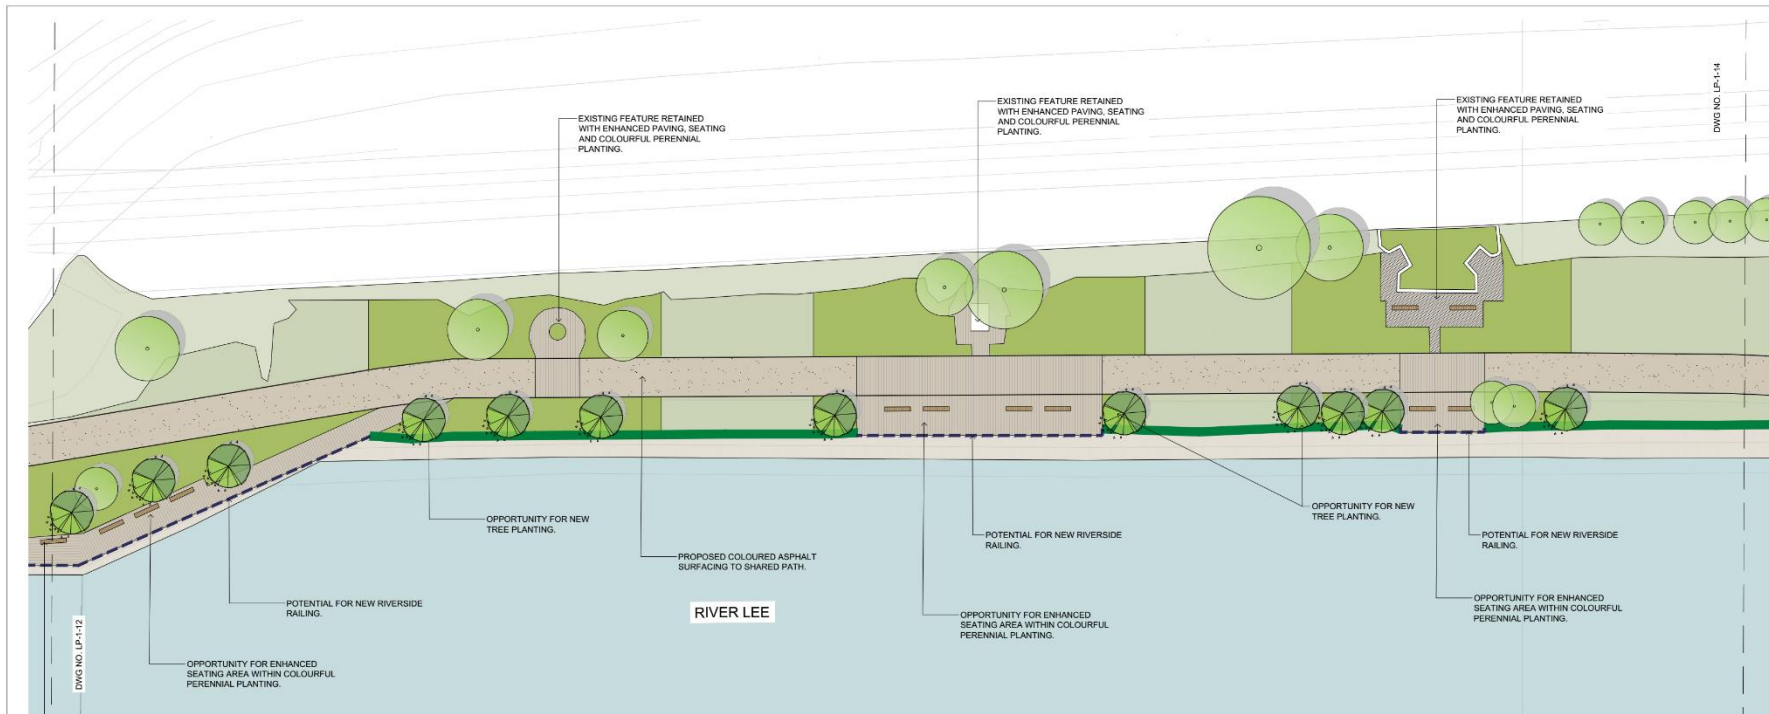 EXISTING FEATURE RETAINED
WITH ENHANCED PAVING, SEATING
AND COLOURFUL PERENNIAL
PLANTING.
EXISTING FEATURE RETAINED
WITH ENHANCED PAVING, SEATING
AND COLOURFUL PERENNIAL
PLANTING.
EXISTING FEATURE RETAINED
WITH ENHANCED PAVING, SEATING
AND COLOURFUL PERENNIAL
PLANTING.
DWG NO. LP-1-14
OPPORTUNITY FOR NEW
TREE PLANTING.
PROPOSED COLOURED ASPHALT
SURFACING TO SHARED PATH.
POTENTIAL FOR NEW RIVERSIDE
RAILING.
OPPORTUNITY FOR NEW
TREE PLANTING.
POTENTIAL FOR NEW RIVERSIDE
RAILING.
POTENTIAL FOR NEW RIVERSIDE
RAILING.
RIVER LEE
OPPORTUNITY FOR ENHANCED
SEATING AREA WITHIN COLOURFUL
PERENNIAL PLANTING.
OPPORTUNITY FOR ENHANCED
SEATING AREA WITHIN COLOURFUL
PERENNIAL PLANTING.
DWG NO. LP-1-12
OPPORTUNITY FOR ENHANCED
SEATING AREA WITHIN COLOURFUL
PERENNIAL PLANTING.